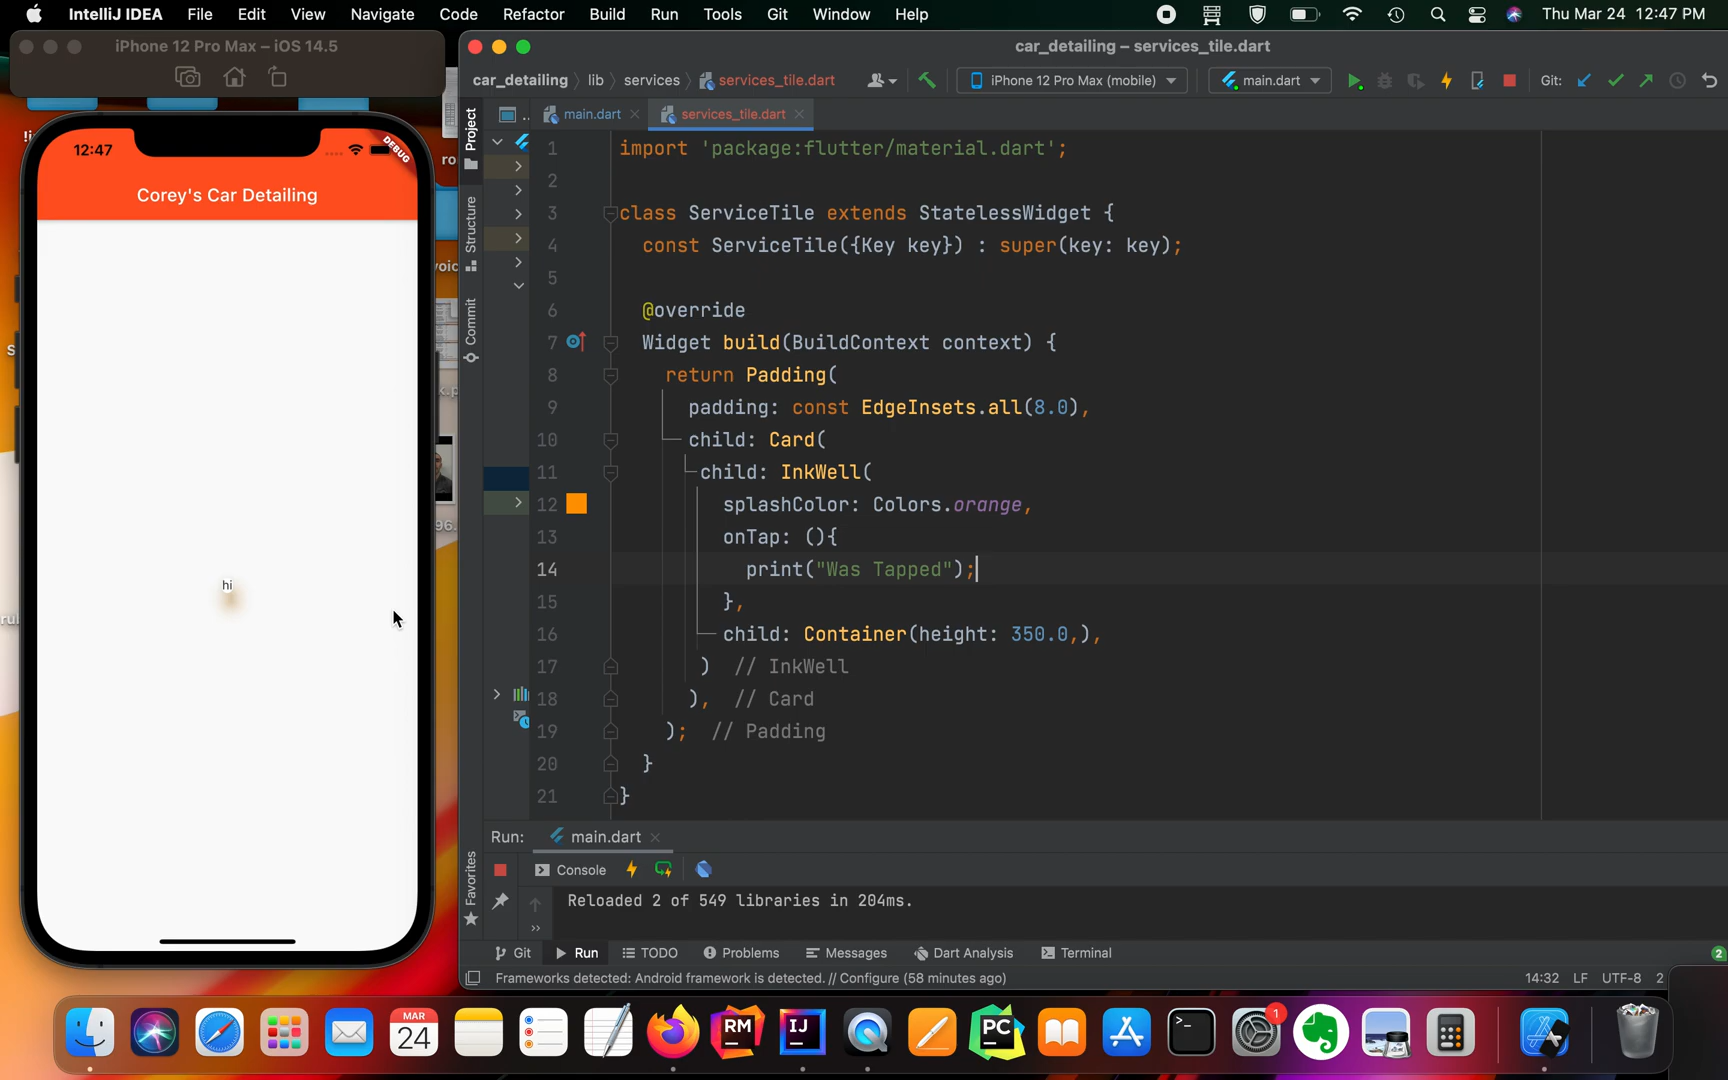 IntelliJ IDEA File Edit View Navigate Code Refactor Build Run Tools Git Window Help Thu Mar 24 12:47 PM
iPhone 12 Pro Max – iOS 14.5
car_detailing – services_tile.dart
car_detailing lib services services_tile.dart iPhone 12 Pro Max (mobile) main.dart Git:
main.dart services_tile.dart
Project
Structure
Commit
Favorites
12:47
DEBUG
Corey's Car Detailing
hi
1 import 'package:flutter/material.dart';
2
3 class ServiceTile extends StatelessWidget {
4 const ServiceTile({Key key}) : super(key: key);
5
6 @override
7 Widget build(BuildContext context) {
8 return Padding(
9 padding: const EdgeInsets.all(8.0),
10 child: Card(
11 child: InkWell(
12 splashColor: Colors.orange,
13 onTap: (){
14 print("Was Tapped");
15 },
16 child: Container(height: 350.0,),
17 ) // InkWell
18 ), // Card
19 ); // Padding
20 }
21 }
Run: main.dart
Console
Reloaded 2 of 549 libraries in 204ms.
Git Run TODO Problems Messages Dart Analysis Terminal 2
Frameworks detected: Android framework is detected. // Configure (58 minutes ago) 14:32 LF UTF-8 2
MAR
24
RM
IJ
PC
1